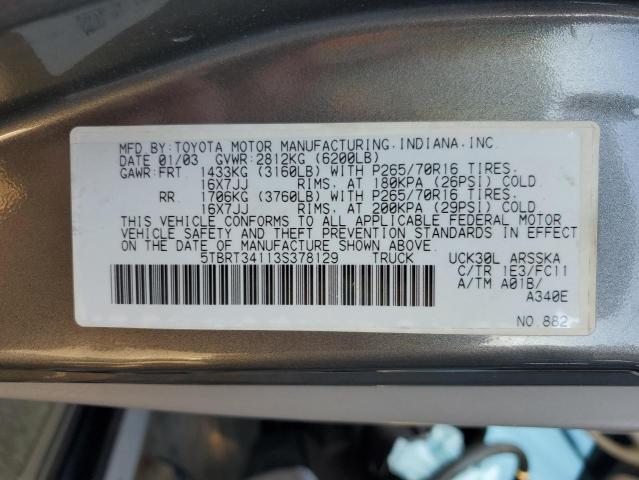 MFD. BY: TOYOTA MOTOR MANUFACTURING, INDIANA, INC.
DATE 01/03 GVWR: 2812KG (6200LB)
GAWR: FRT 1433KG (3160LB) WITH P265/70R16 TIRES.
16X7JJ RIMS. AT 180KPA (26PSI) COLD
RR 1706KG (3760LB) WITH P265/70R16 TIRES.
16X7JJ RIMS. AT 200KPA (29PSI) COLD
THIS VEHICLE CONFORMS TO ALL APPLICABLE FEDERAL MOTOR
VEHICLE SAFETY AND THEFT PREVENTION STANDARDS IN EFFECT
ON THE DATE OF MANUFACTURE SHOWN ABOVE.
5TBRT34113S378129 TRUCK UCK30L ARSSKA
C/TR 1E3/FC11
A/TM A01B/
A340E
NO. 882